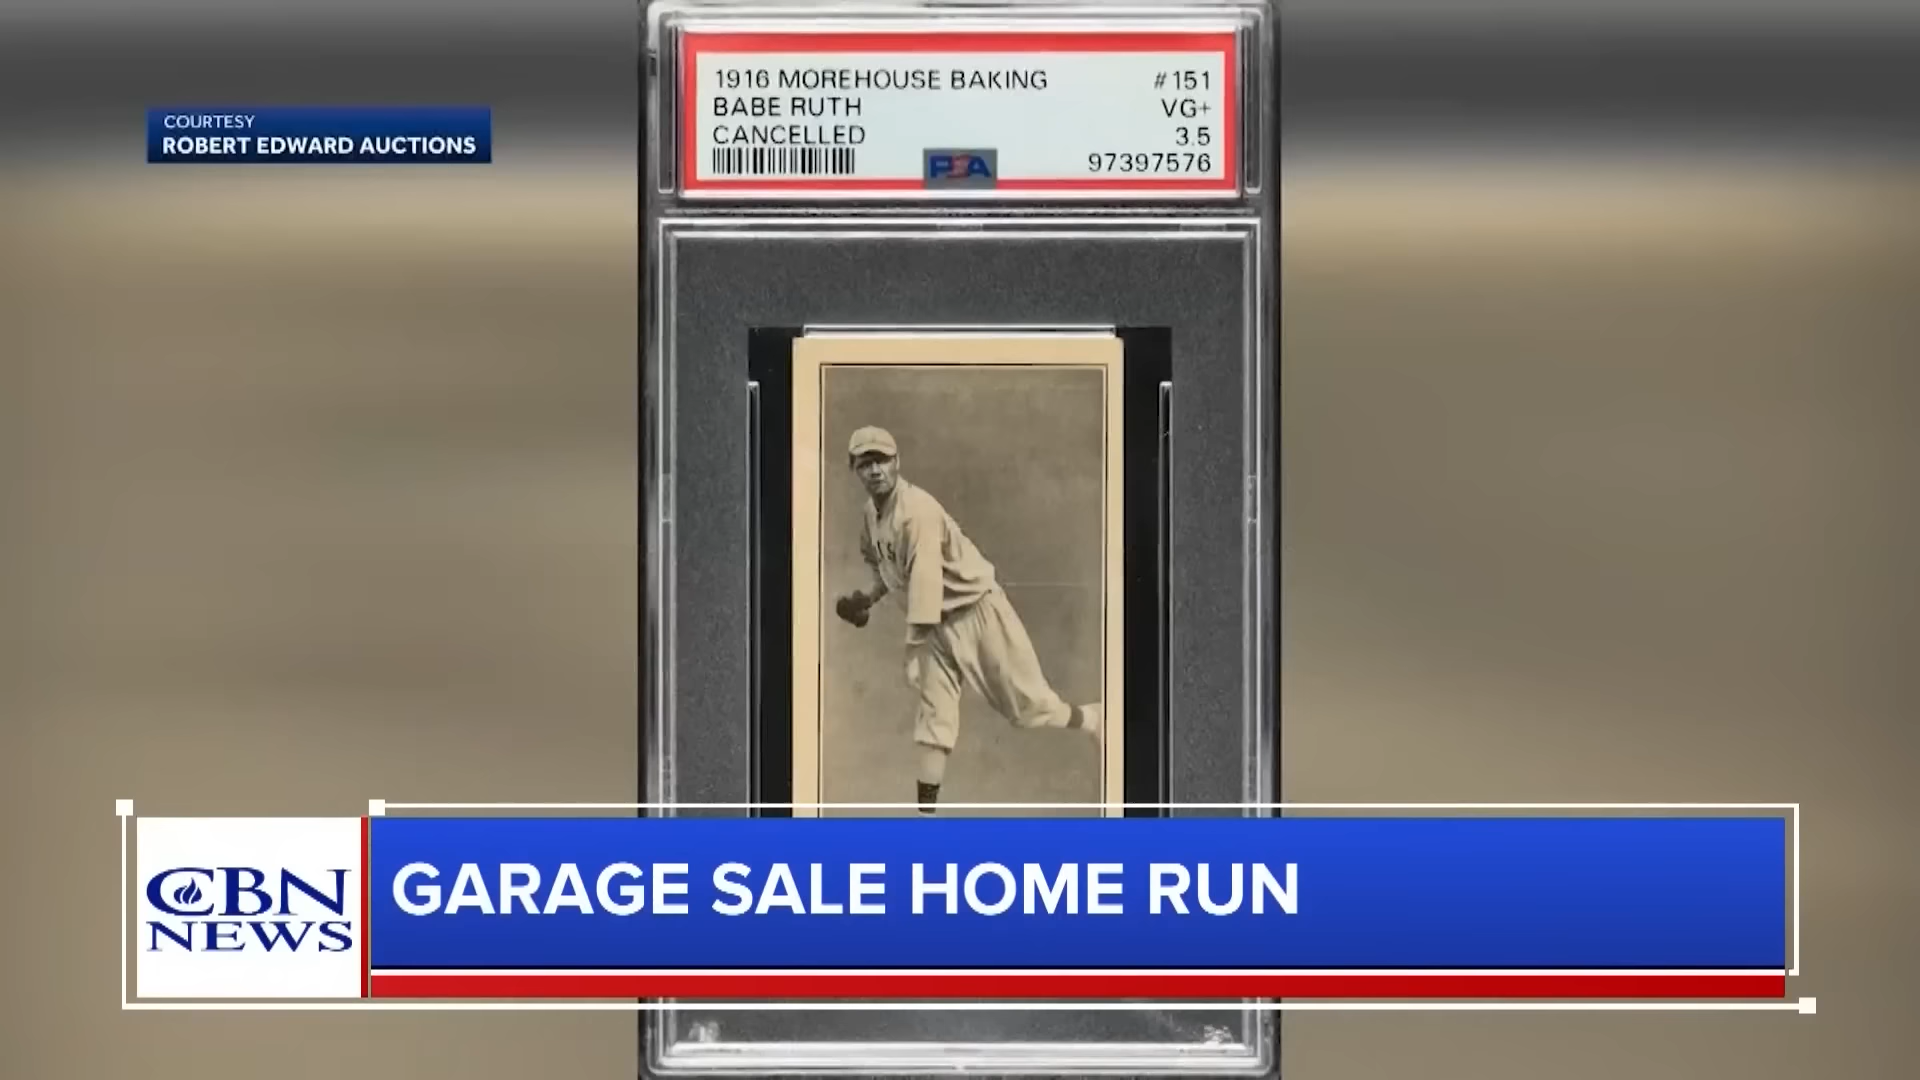 COURTESY
ROBERT EDWARD AUCTIONS
1916 MOREHOUSE BAKING #151
BABE RUTH VG+
CANCELLED 3.5
PSA 97397576
CBN
NEWS
GARAGE SALE HOME RUN